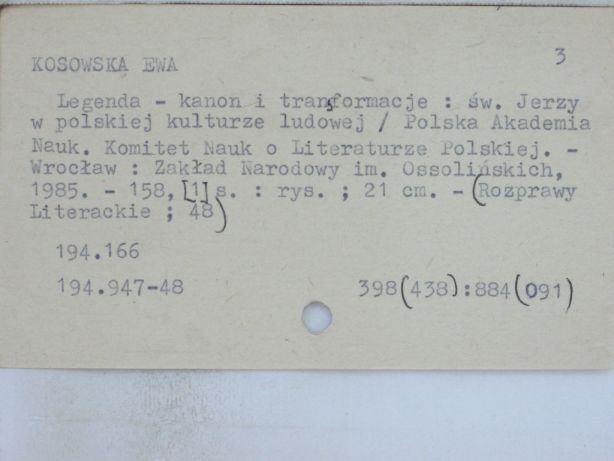 3
KOSOWSKA EWA
Legenda - kanon i transformacje : św. Jerzy
w polskiej kulturze ludowej / Polska Akademia
Nauk. Komitet Nauk o Literaturze Polskiej. -
Wrocław : Zakład Narodowy im. Ossolińskich,
1985. - 158, [1] s. : rys. ; 21 cm. - (Rozprawy
Literackie ; 48)
194.166
194.947-48 398(438):884(091)